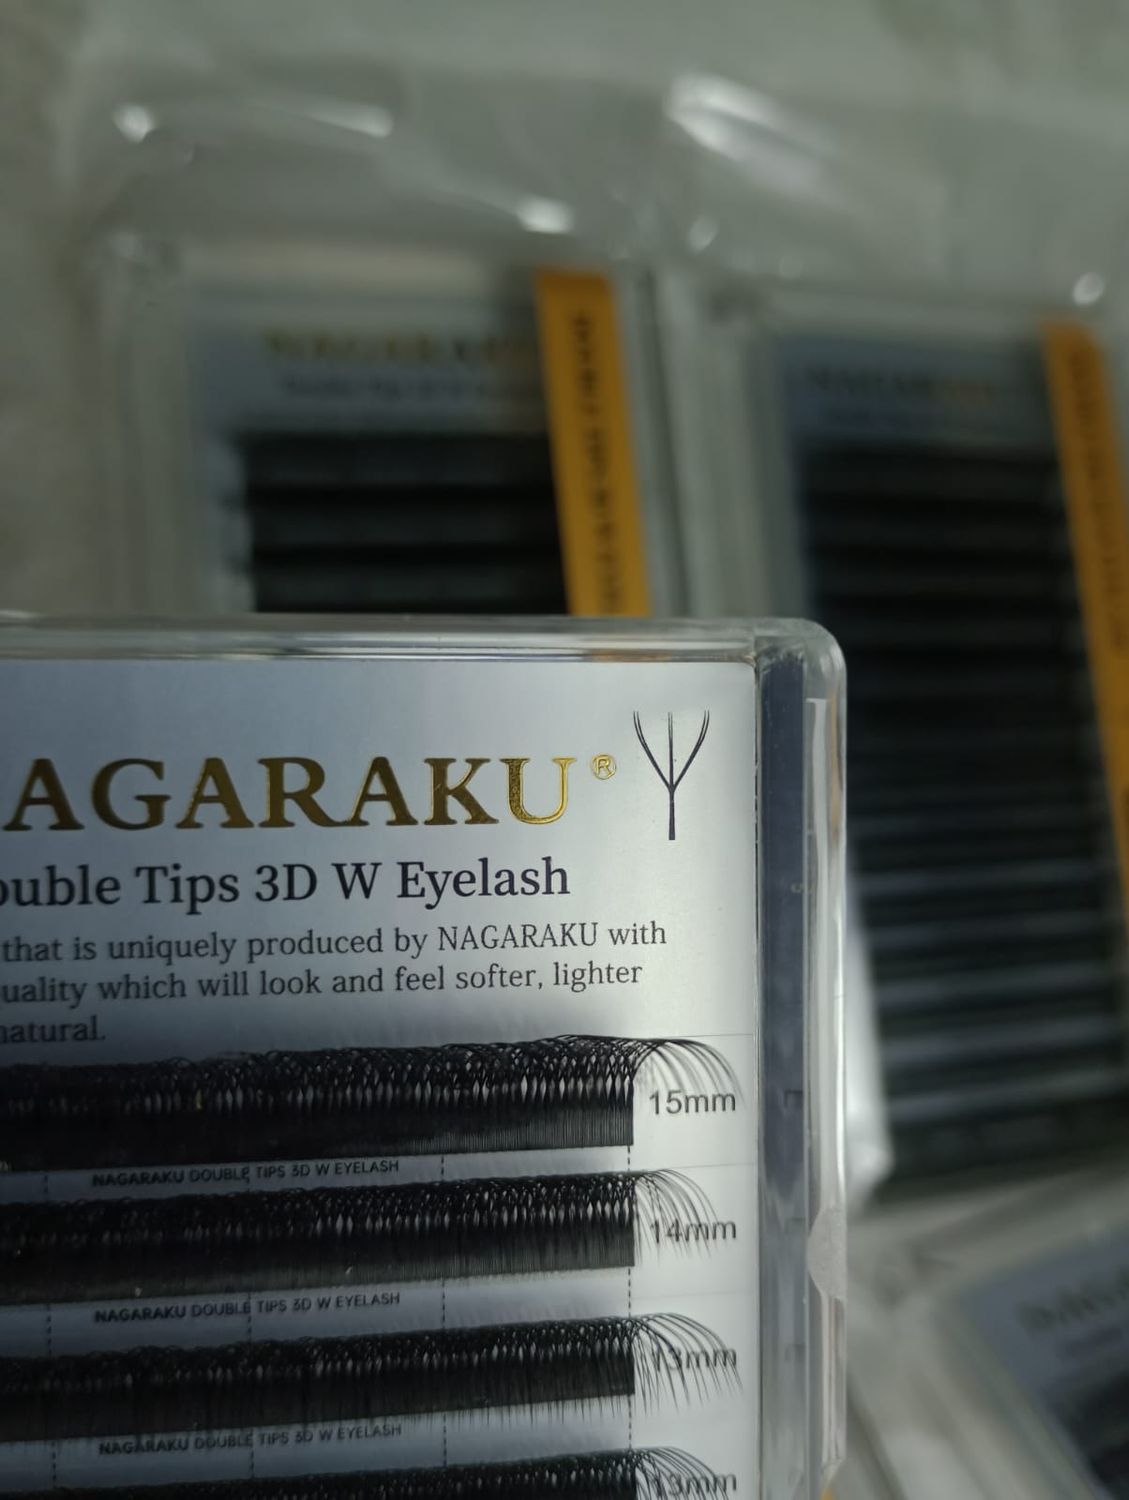 AGARAKU®
ouble Tips 3D W Eyelash
that is uniquely produced by NAGARAKU with
uality which will look and feel softer, lighter
natural.
15mm
NAGARAKU DOUBLE TIPS 3D W EYELASH
14mm
NAGARAKU DOUBLE TIPS 3D W EYELASH
13mm
NAGARAKU DOUBLE TIPS 3D W EYELASH
13mm